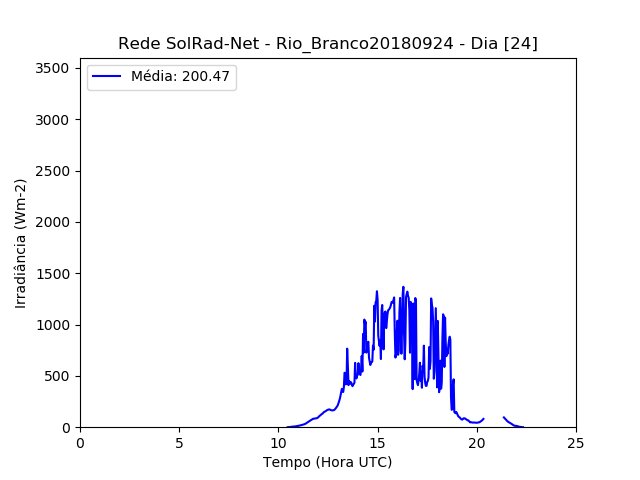 Rede SolRad-Net - Rio_Branco20180924 - Dia [24]
Média: 200.47
3500
3000
2500
2000
1500
1000
500
0
Irradiância (Wm-2)
0 5 10 15 20 25
Tempo (Hora UTC)